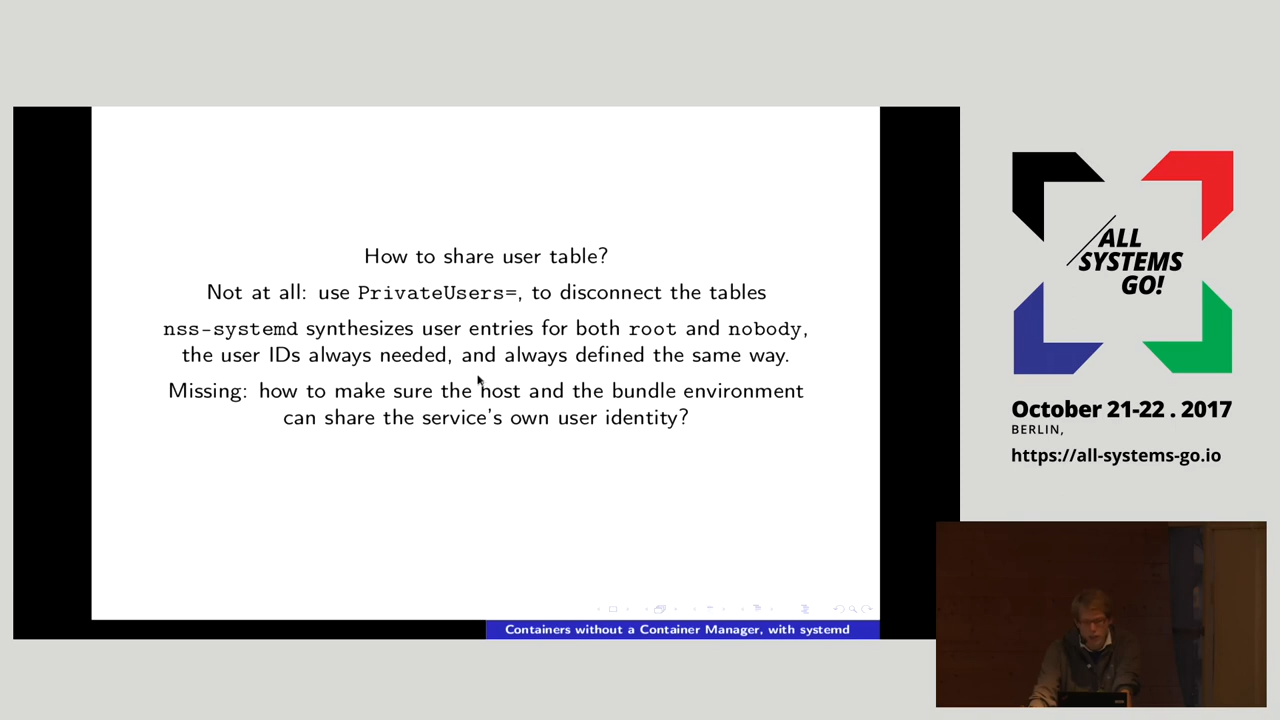 How to share user table?
Not at all: use PrivateUsers=, to disconnect the tables
nss-systemd synthesizes user entries for both root and nobody,
the user IDs always needed, and always defined the same way.
Missing: how to make sure the host and the bundle environment
can share the service's own user identity?
Containers without a Container Manager, with systemd
ALL
SYSTEMS
GO!
October 21-22 . 2017
BERLIN,
https://all-systems-go.io